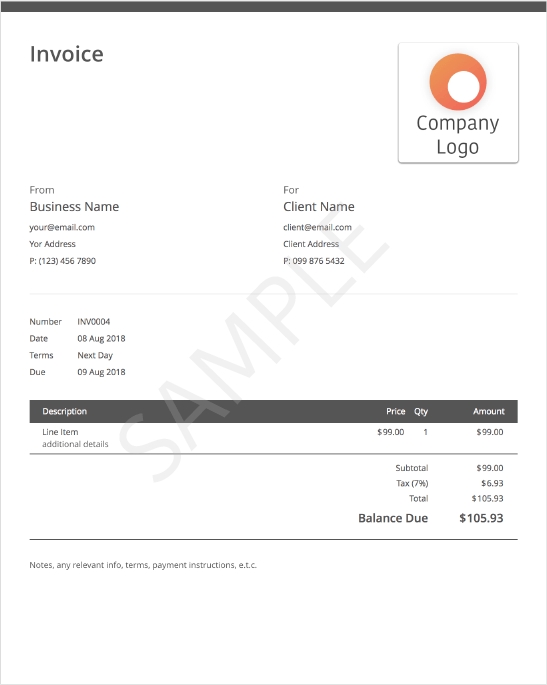 Invoice
Company
Logo
From
Business Name
your@email.com
Yor Address
P: (123) 456 7890
For
Client Name
client@email.com
Client Address
P: 099 876 5432
Number INV0004
Date 08 Aug 2018
Terms Next Day
Due 09 Aug 2018
SAMPLE
Description Price Qty Amount
Line Item $99.00 1 $99.00
additional details
Subtotal $99.00
Tax (7%) $6.93
Total $105.93
Balance Due $105.93
Notes, any relevant info, terms, payment instructions, e.t.c.